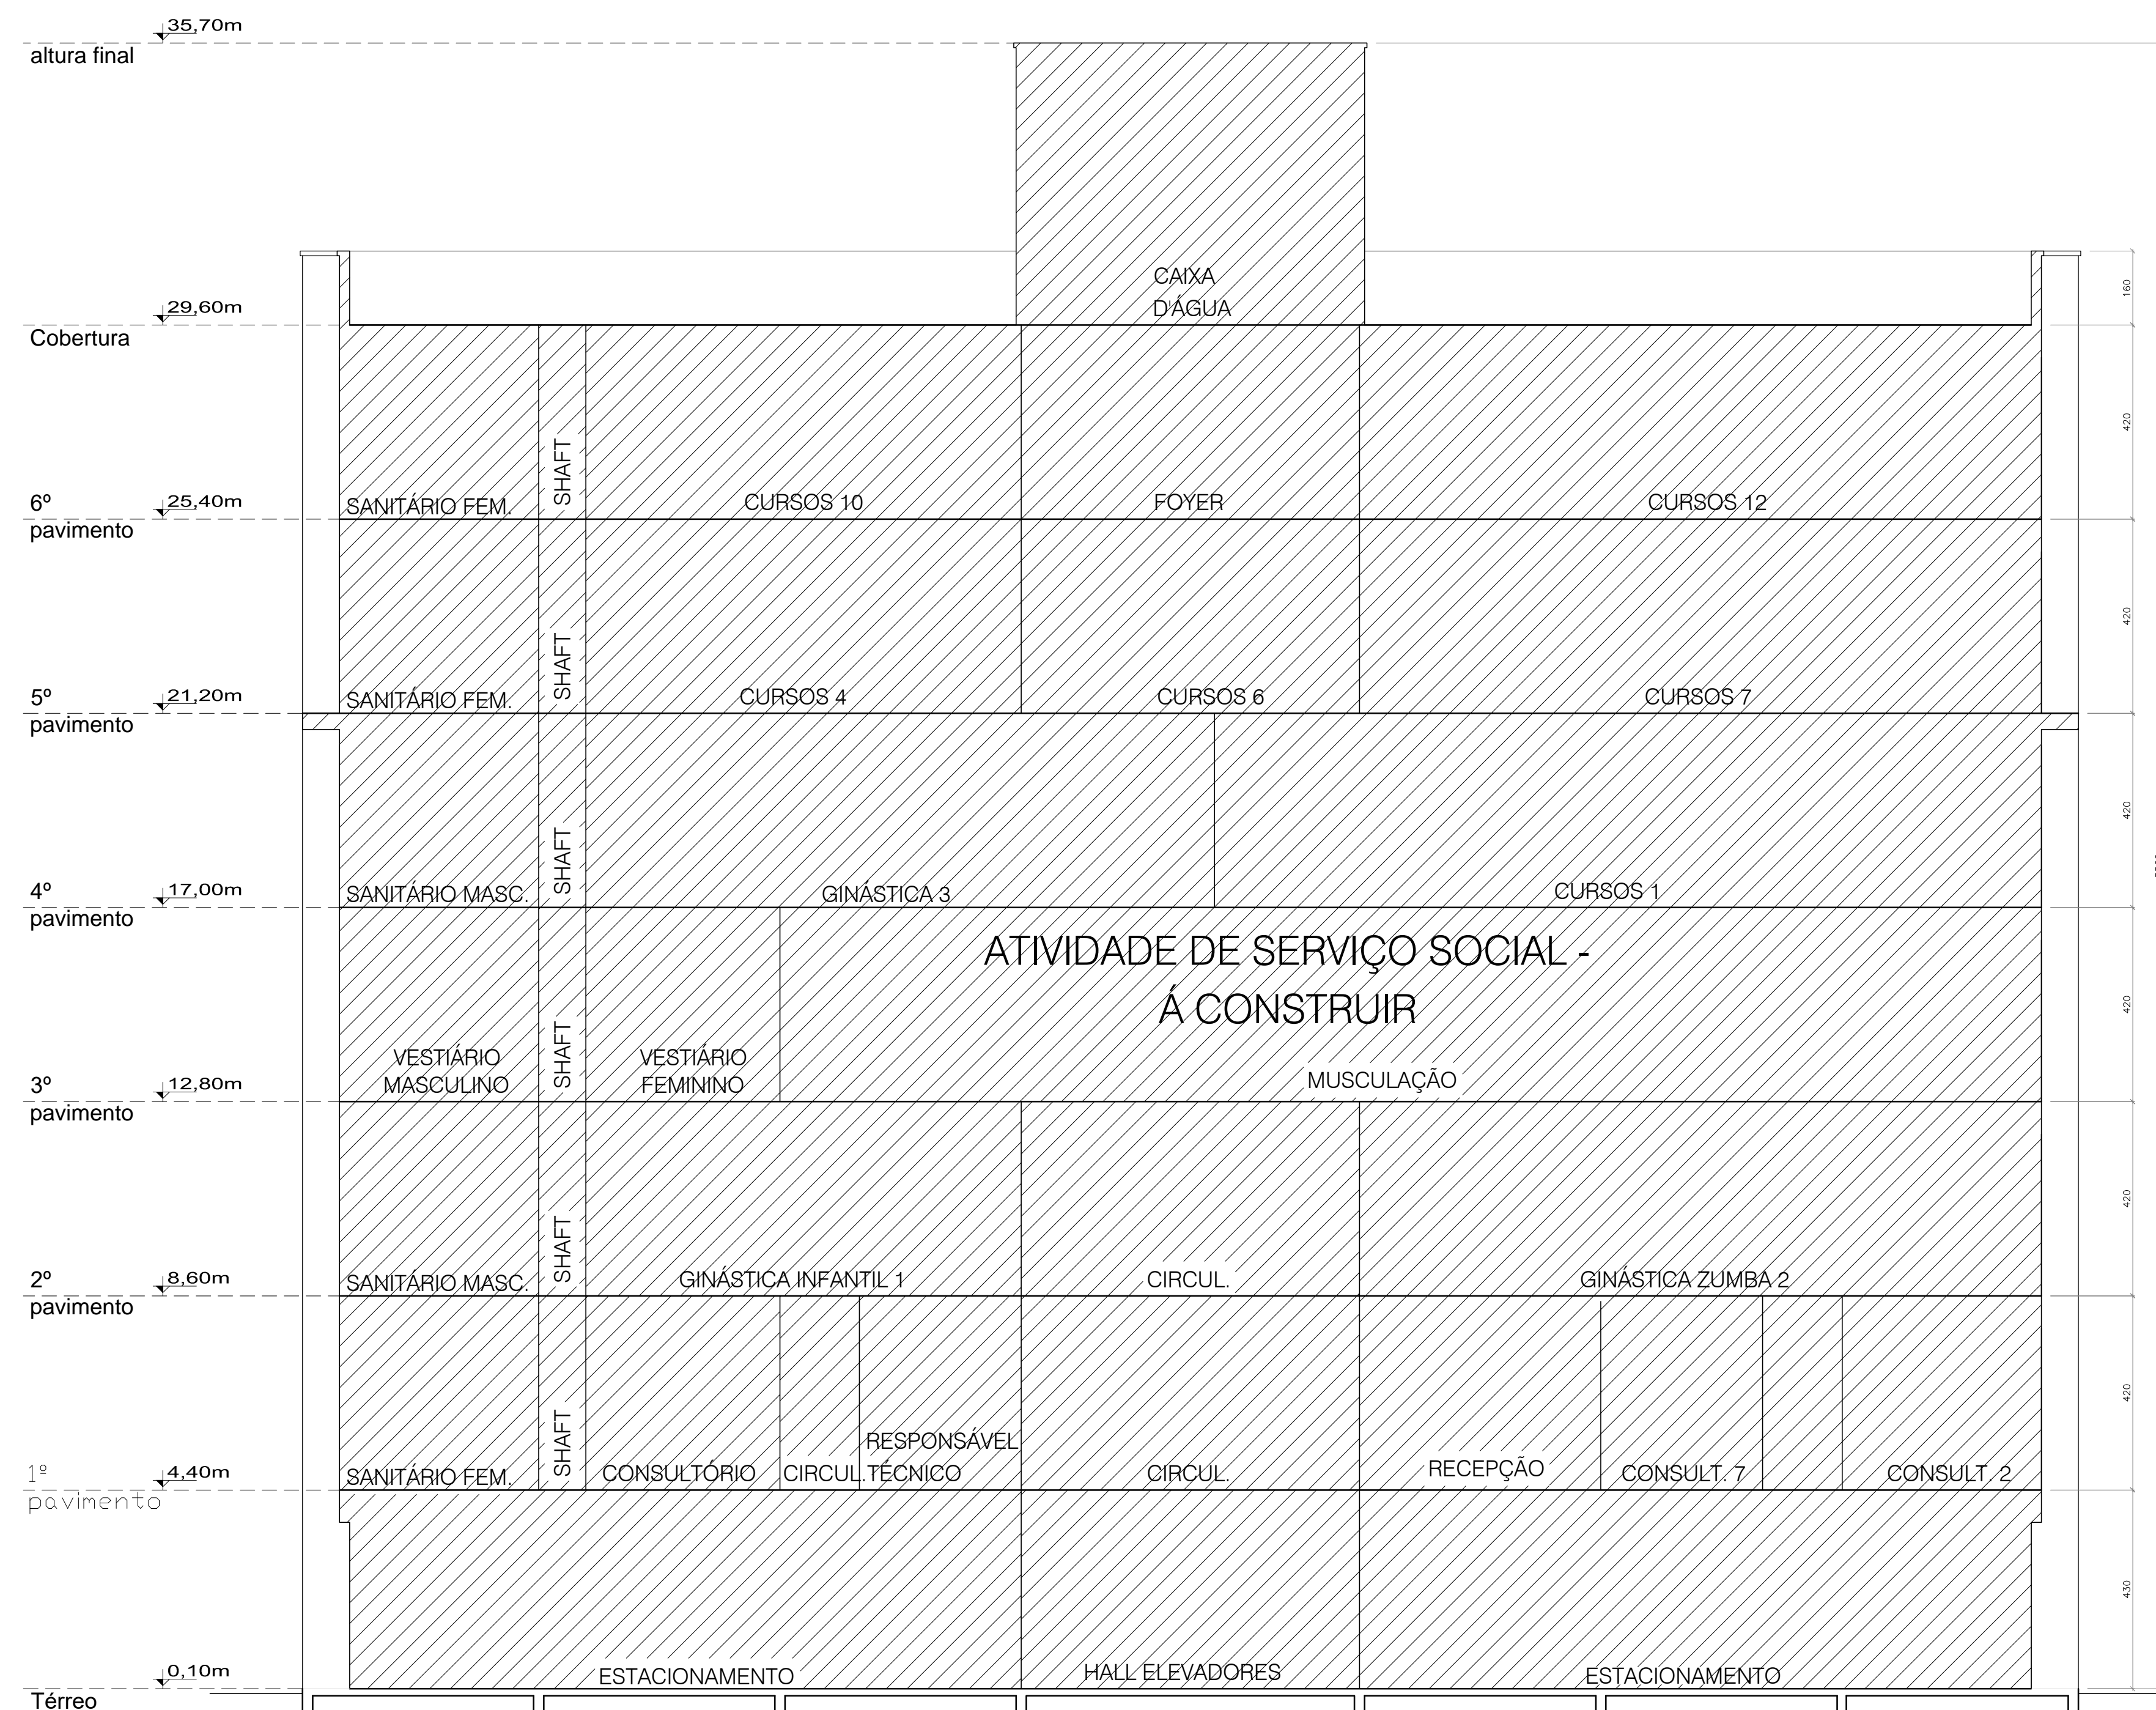 35,70m
altura final
CAIXA
D'ÁGUA
160
29,60m
Cobertura
420
SHAFT
6º
25,40m
SANITÁRIO FEM.
CURSOS 10
FOYER
CURSOS 12
pavimento
420
SHAFT
5º
21,20m
SANITÁRIO FEM.
CURSOS 4
CURSOS 6
CURSOS 7
pavimento
420
SHAFT
4º
17,00m
SANITÁRIO MASC.
GINÁSTICA 3
CURSOS 1
pavimento
ATIVIDADE DE SERVIÇO SOCIAL -
Á CONSTRUIR
420
SHAFT
VESTIÁRIO
MASCULINO
VESTIÁRIO
FEMININO
MUSCULAÇÃO
3º
12,80m
pavimento
420
SHAFT
2º
8,60m
SANITÁRIO MASC.
GINÁSTICA INFANTIL 1
CIRCUL.
GINÁSTICA ZUMBA 2
pavimento
420
SHAFT
1º
4,40m
SANITÁRIO FEM.
CONSULTÓRIO
CIRCUL.
RESPONSÁVEL
TÉCNICO
CIRCUL.
RECEPÇÃO
CONSULT. 7
CONSULT. 2
pavimento
430
0,10m
ESTACIONAMENTO
HALL ELEVADORES
ESTACIONAMENTO
Térreo